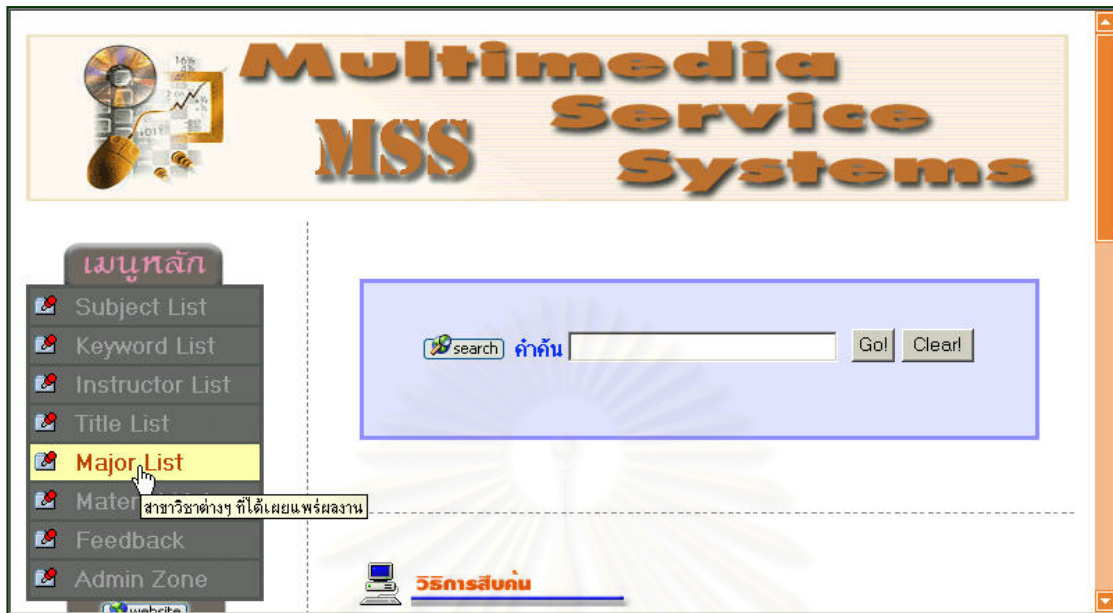 Multimedia
MSS Service
Systems
เมนูหลัก
Subject List
Keyword List
Instructor List
Title List
Major List
Mater
สาขาวิชาต่างๆ ที่ได้เผยแพร่ผลงาน
Feedback
Admin Zone
website
search คำค้น Go! Clear!
วิธีการสืบค้น